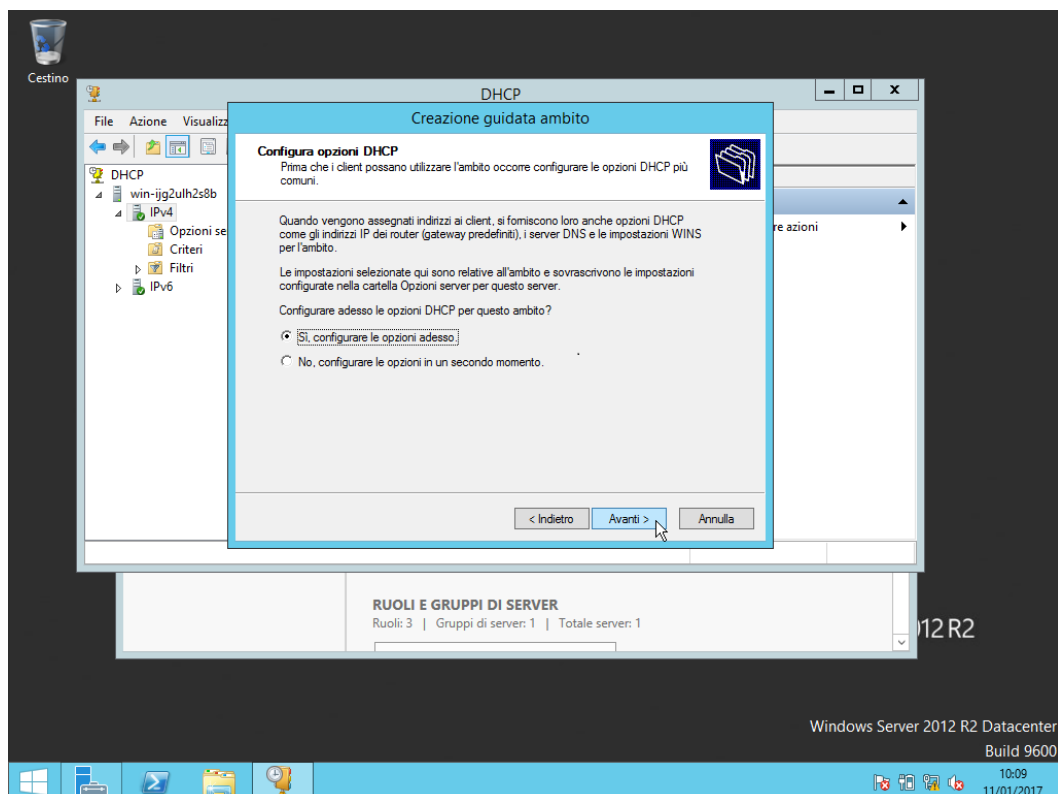 Cestino
DHCP
File Azione Visualizz
Creazione guidata ambito
Configura opzioni DHCP
Prima che i client possano utilizzare l'ambito occorre configurare le opzioni DHCP più
comuni.
DHCP
win-ijg2ulh2s8b
IPv4
Opzioni se
Criteri
Filtri
IPv6
re azioni
Quando vengono assegnati indirizzi ai client, si forniscono loro anche opzioni DHCP
come gli indirizzi IP dei router (gateway predefiniti), i server DNS e le impostazioni WINS
per l'ambito.
Le impostazioni selezionate qui sono relative all'ambito e sovrascrivono le impostazioni
configurate nella cartella Opzioni server per questo server.
Configurare adesso le opzioni DHCP per questo ambito?
Sì, configurare le opzioni adesso.
No, configurare le opzioni in un secondo momento.
< Indietro Avanti > Annulla
RUOLI E GRUPPI DI SERVER
Ruoli: 3 | Gruppi di server: 1 | Totale server: 1
12 R2
Windows Server 2012 R2 Datacenter
Build 9600
10:09
11/01/2017